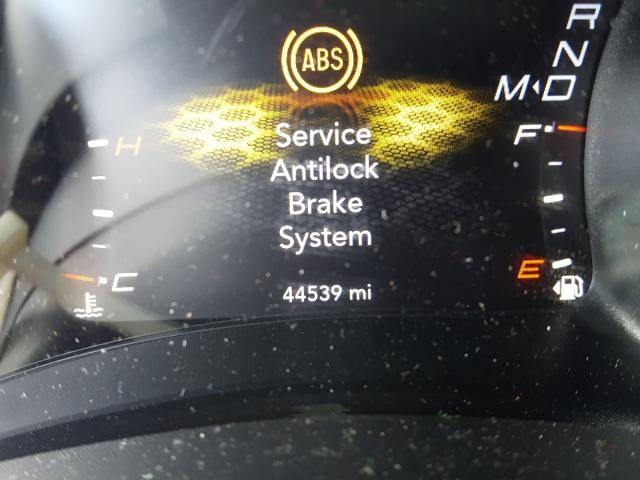 ABS
R
N
M D
H
F
Service
Antilock
Brake
System
C
E
44539 mi